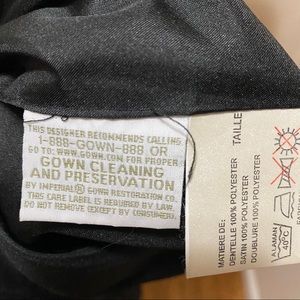 THIS DESIGNER RECOMMENDS CALLING
1-888-GOWN-888 OR
GO TO: WWW.GOWN.COM FOR PROPER
GOWN CLEANING
AND PRESERVATION
BY IMPERIAL® GOWN RESTORATION CO.
THIS CARE LABEL IS REQUIRED BY LAW.
DO NOT REMOVE (EXCEPT BY CONSUMER).
TAILLE
MATIERE DE:
DENTELLE 100% POLYESTER
SATIN 100% POLYESTER
DOUBLURE 100% POLYESTER
A LA MAIN
40°C